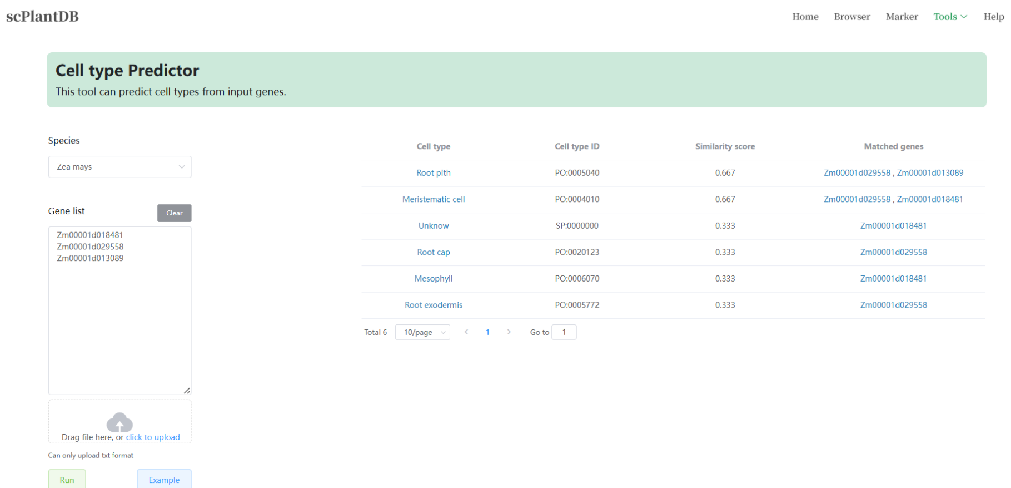 scPlantDB
Home Browser Marker Tools Help
Cell type Predictor
This tool can predict cell types from input genes.
Species
Zea mays
Gene list
Clear
Zm00001d018481
Zm00001d029558
Zm00001d013089
Drag file here, or click to upload
Can only upload txt format
Run Example
Cell type Cell type ID Similarity score Matched genes
Root pith PO:0005040 0.667 Zm00001d029558 , Zm00001d013089
Meristematic cell PO:0004010 0.667 Zm00001d029558 , Zm00001d018481
Unknow SP:0000000 0.333 Zm00001d018481
Root cap PO:0020123 0.333 Zm00001d029558
Mesophyll PO:0006070 0.333 Zm00001d018481
Root exodermis PO:0005772 0.333 Zm00001d029558
Total 6 10/page 1 Go to 1